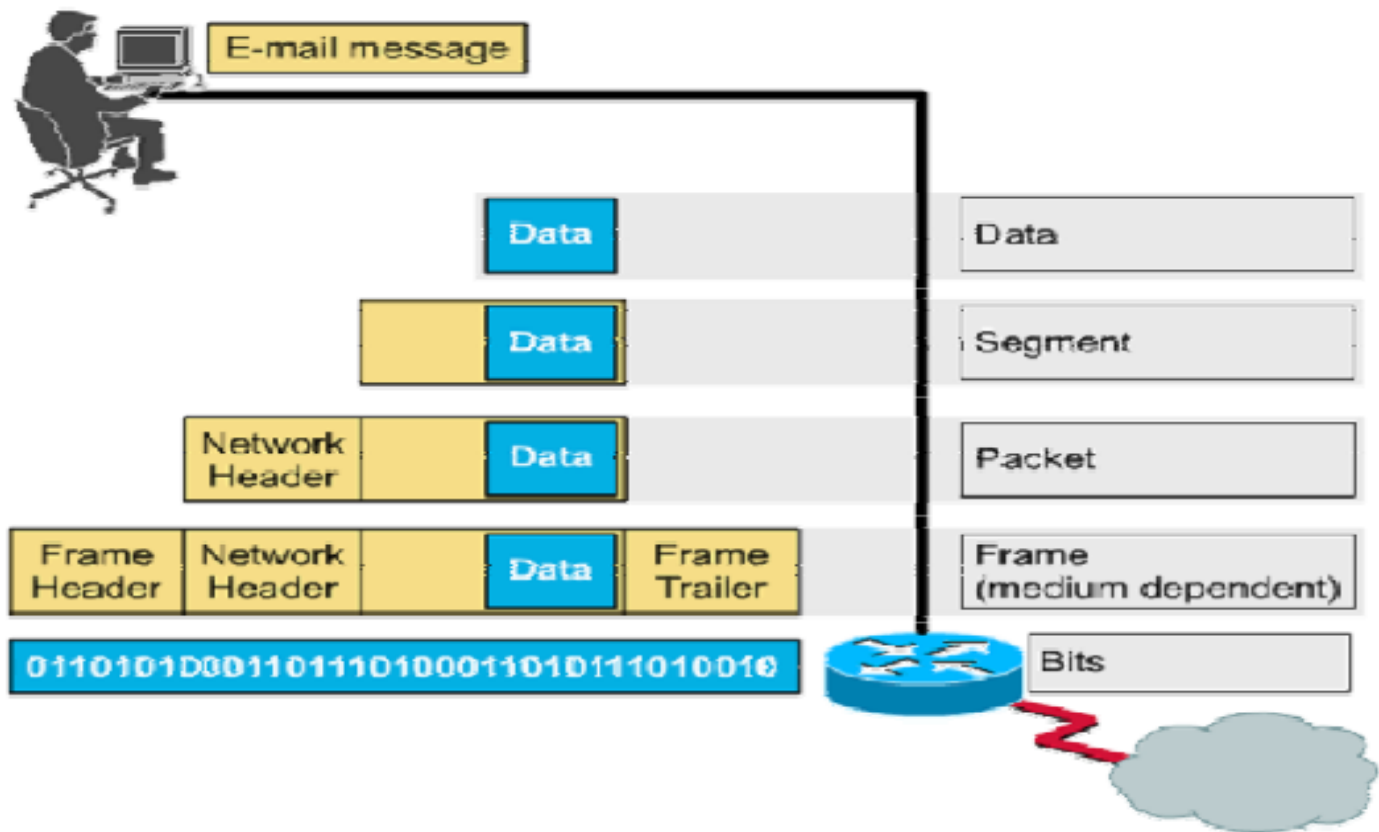 E-mail message
Data
Data
Data
Segment
Network
Header
Data
Packet
Frame
Header
Network
Header
Data
Frame
Trailer
Frame
(medium dependent)
Bits